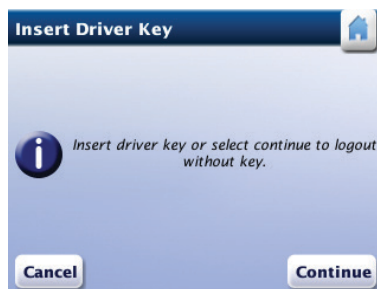 Insert Driver Key
Insert driver key or select continue to logout
without key.
Cancel
Continue